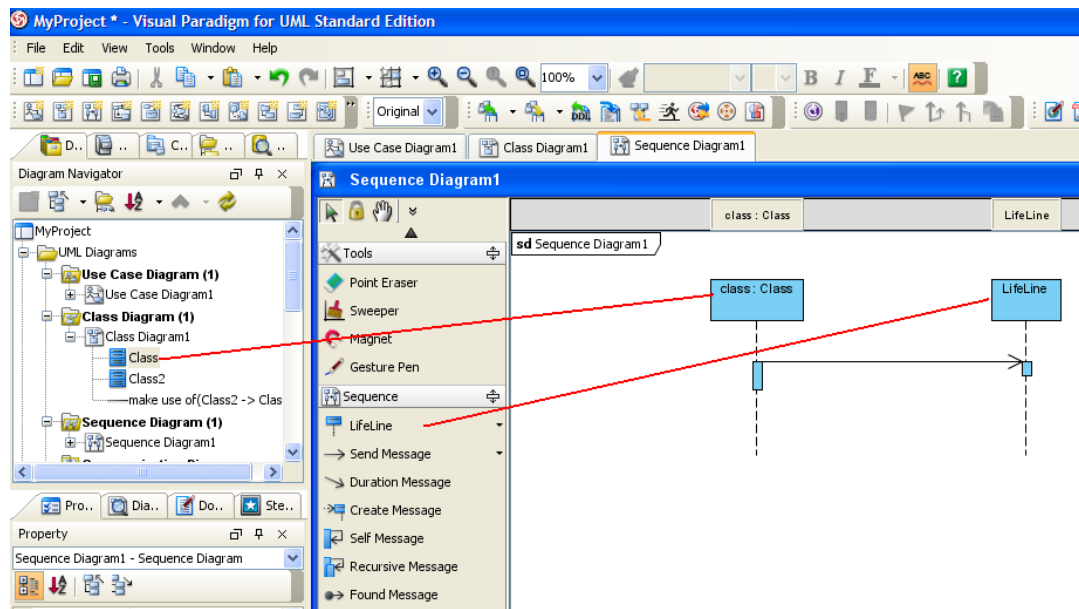 MyProject * - Visual Paradigm for UML Standard Edition
File Edit View Tools Window Help
100% B I F ABC ?
Original DDL
D.. .. C.. .. ..
Use Case Diagram1 Class Diagram1 Sequence Diagram1
Diagram Navigator
MyProject
UML Diagrams
Use Case Diagram (1)
Use Case Diagram1
Class Diagram (1)
Class Diagram1
Class
Class2
make use of(Class2 -> Clas
Sequence Diagram (1)
Sequence Diagram1
Pro.. Dia.. Do.. Ste..
Property
Sequence Diagram1 - Sequence Diagram
Sequence Diagram1
Tools
Point Eraser
Sweeper
Magnet
Gesture Pen
Sequence
LifeLine
Send Message
Duration Message
Create Message
Self Message
Recursive Message
Found Message
class : Class LifeLine
sd Sequence Diagram1
class : Class LifeLine